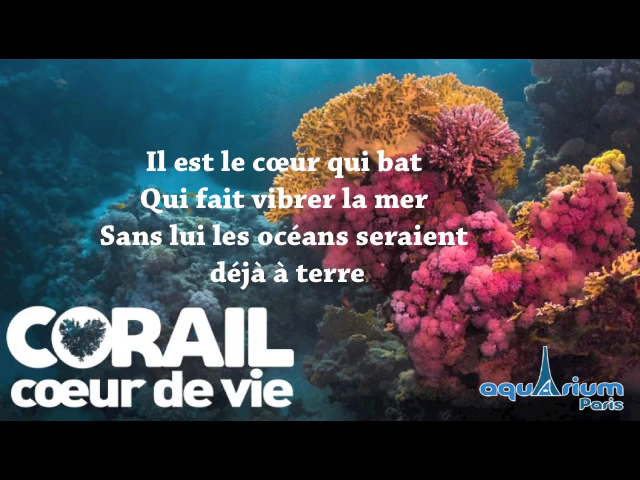 Il est le cœur qui bat
Qui fait vibrer la mer
Sans lui les océans seraient
déjà à terre
CORAIL
cœur de vie
aquarium
Paris